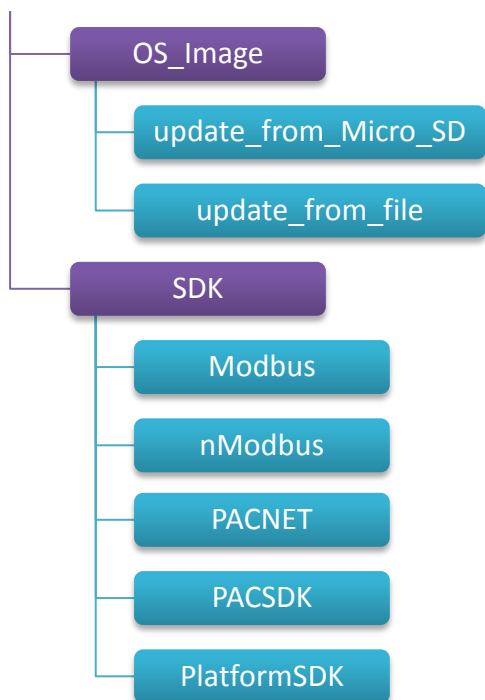 OS_Image
update_from_Micro_SD
update_from_file
SDK
Modbus
nModbus
PACNET
PACSDK
PlatformSDK